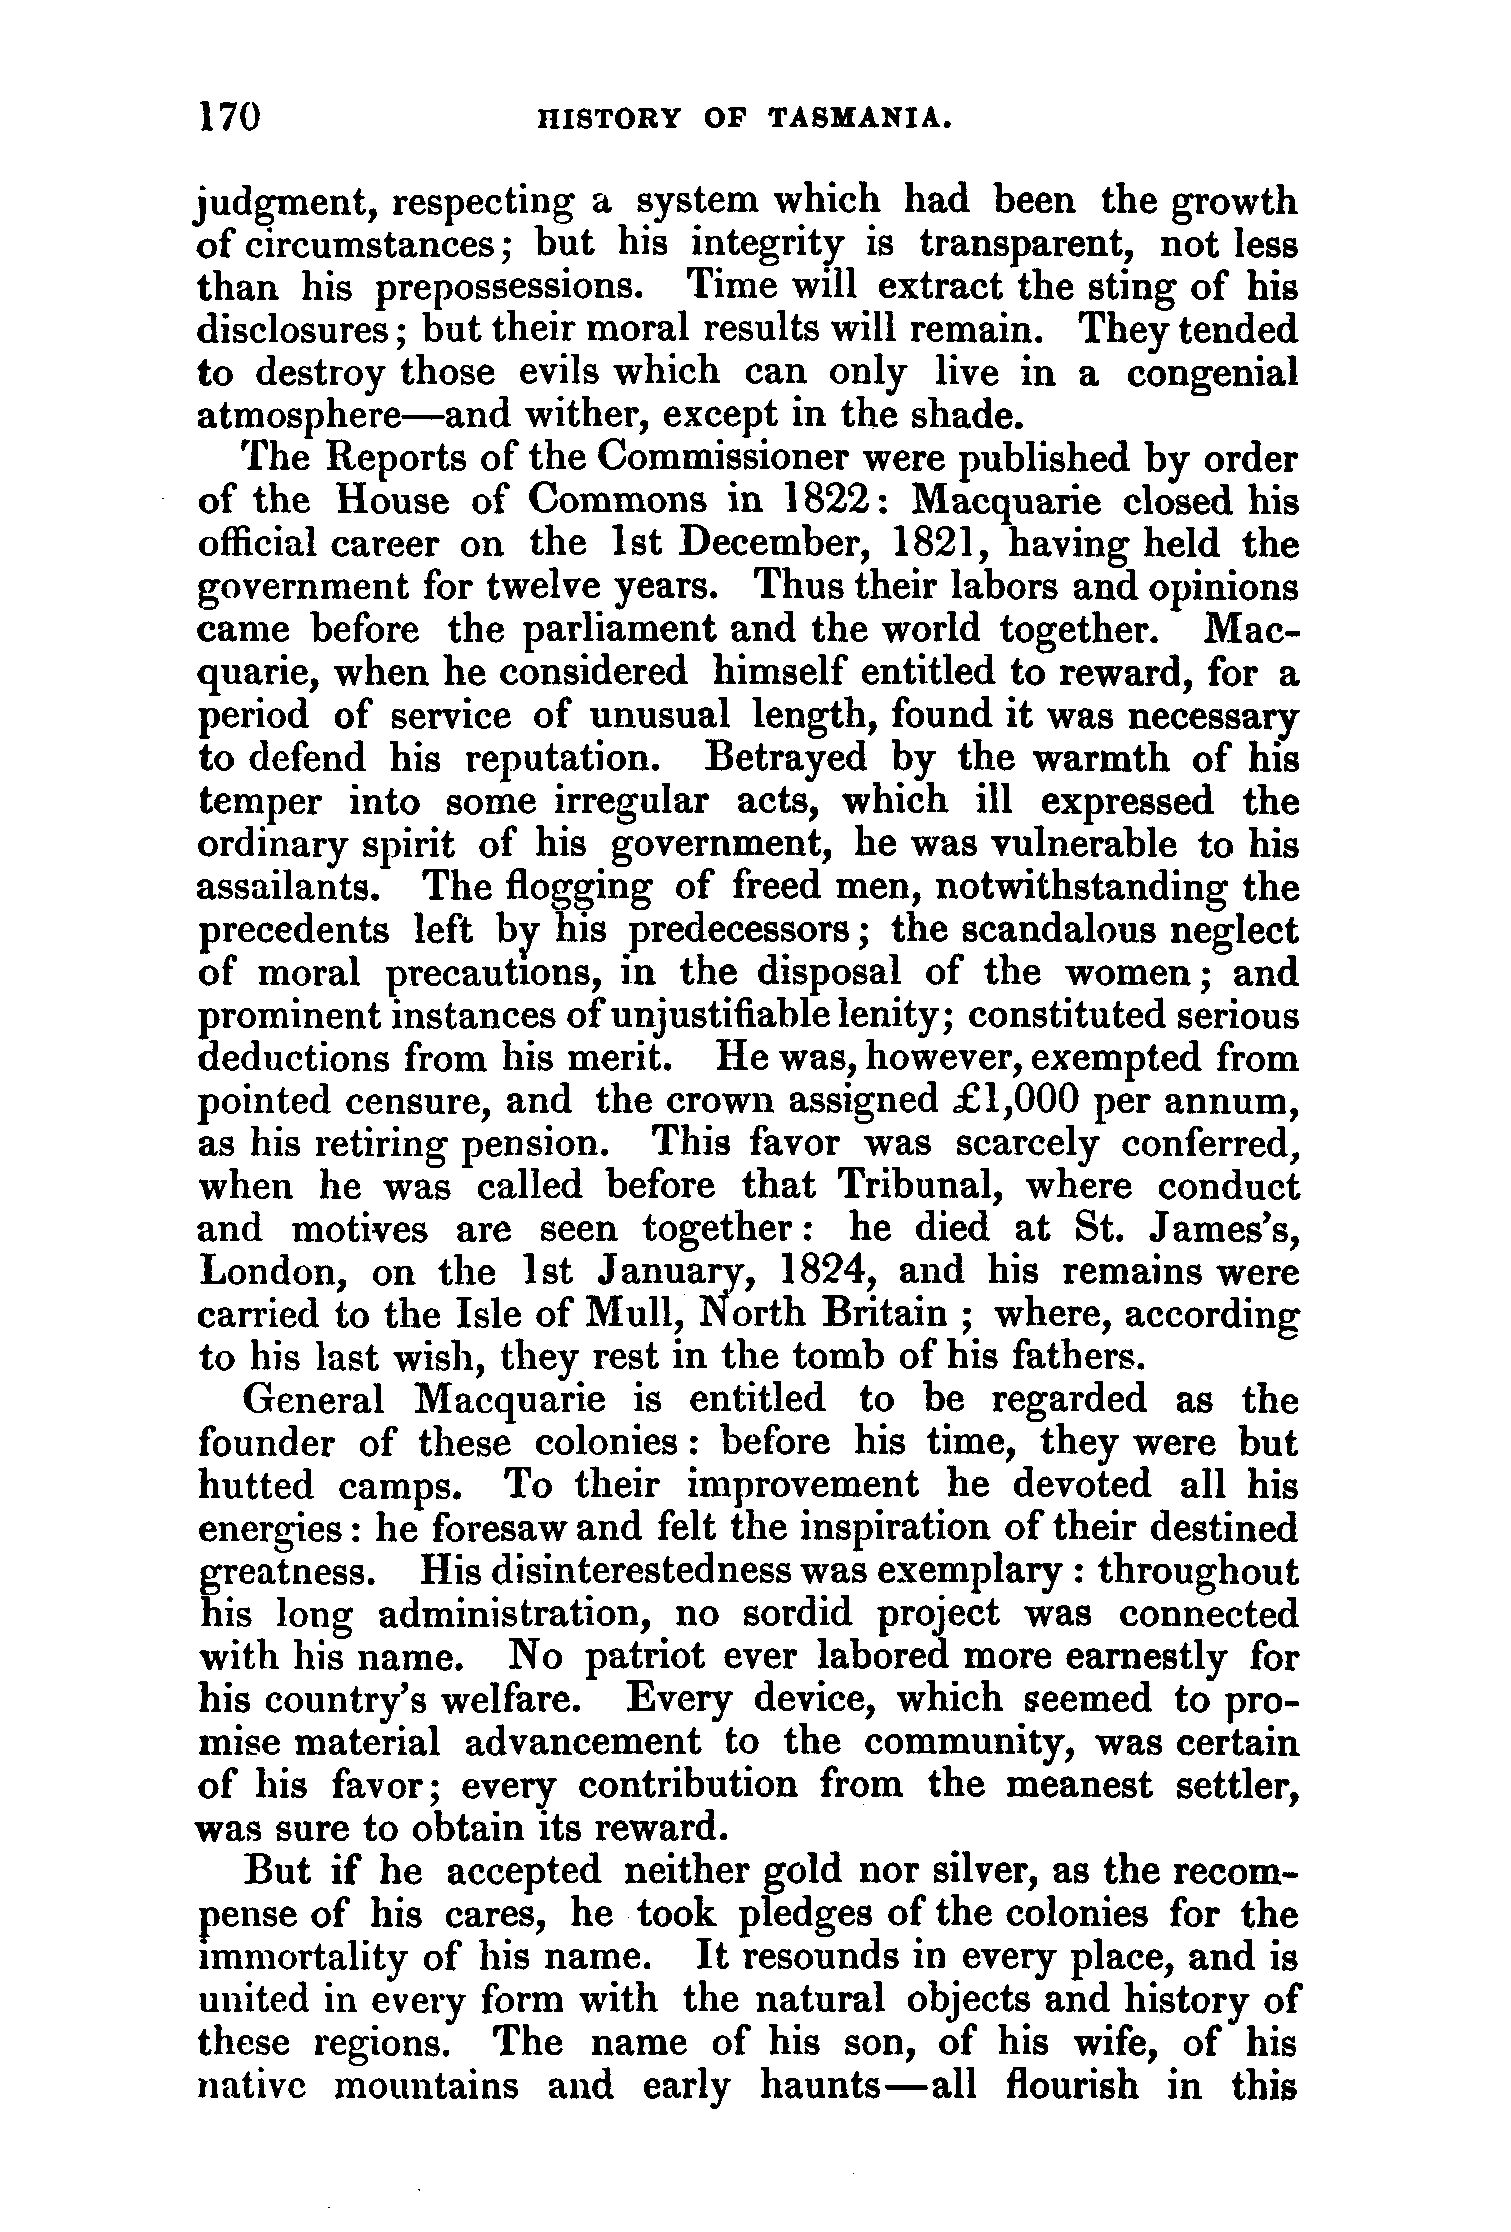 170 HISTORY OF TASMANIA.
judgment, respecting a system which had been the growth
of circumstances; but his integrity is transparent, not less
than his prepossessions. Time will extract the sting of his
disclosures; but their moral results will remain. They tended
to destroy those evils which can only live in a congenial
atmosphere—and wither, except in the shade.
The Reports of the Commissioner were published by order
of the House of Commons in 1822: Macquarie closed his
official career on the 1st December, 1821, having held the
government for twelve years. Thus their labors and opinions
came before the parliament and the world together. Mac-
quarie, when he considered himself entitled to reward, for a
period of service of unusual length, found it was necessary
to defend his reputation. Betrayed by the warmth of his
temper into some irregular acts, which ill expressed the
ordinary spirit of his government, he was vulnerable to his
assailants. The flogging of freed men, notwithstanding the
precedents left by his predecessors; the scandalous neglect
of moral precautions, in the disposal of the women; and
prominent instances of unjustifiable lenity; constituted serious
deductions from his merit. He was, however, exempted from
pointed censure, and the crown assigned £1,000 per annum,
as his retiring pension. This favor was scarcely conferred,
when he was called before that Tribunal, where conduct
and motives are seen together: he died at St. James's,
London, on the 1st January, 1824, and his remains were
carried to the Isle of Mull, North Britain; where, according
to his last wish, they rest in the tomb of his fathers.
General Macquarie is entitled to be regarded as the
founder of these colonies: before his time, they were but
hutted camps. To their improvement he devoted all his
energies: he foresaw and felt the inspiration of their destined
greatness. His disinterestedness was exemplary: throughout
his long administration, no sordid project was connected
with his name. No patriot ever labored more earnestly for
his country's welfare. Every device, which seemed to pro-
mise material advancement to the community, was certain
of his favor; every contribution from the meanest settler,
was sure to obtain its reward.
But if he accepted neither gold nor silver, as the recom-
pense of his cares, he took pledges of the colonies for the
immortality of his name. It resounds in every place, and is
united in every form with the natural objects and history of
these regions. The name of his son, of his wife, of his
native mountains and early haunts—all flourish in this